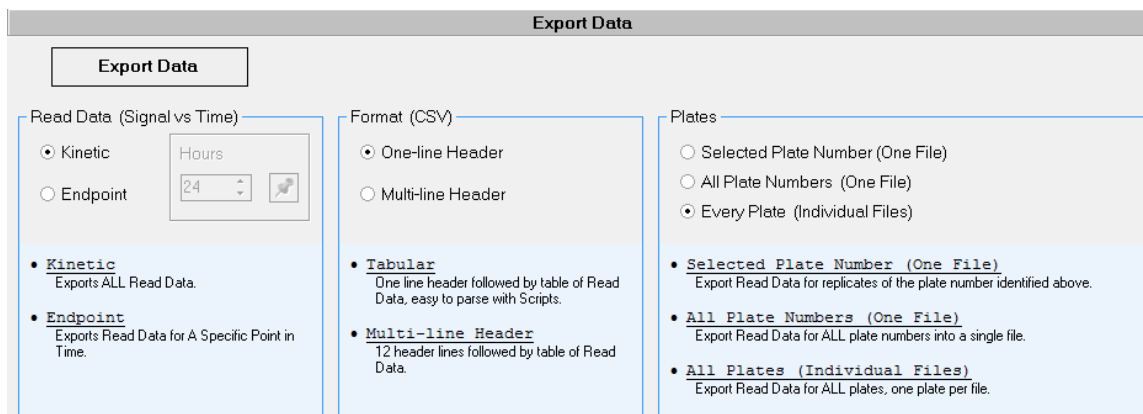 Export Data
Export Data
Read Data (Signal vs Time)
Kinetic
Hours
24
Endpoint
• Kinetic
Exports ALL Read Data.
• Endpoint
Exports Read Data for A Specific Point in
Time.
Format (CSV)
One-line Header
Multi-line Header
• Tabular
One line header followed by table of Read
Data, easy to parse with Scripts.
• Multi-line Header
12 header lines followed by table of Read
Data.
Plates
Selected Plate Number (One File)
All Plate Numbers (One File)
Every Plate (Individual Files)
• Selected Plate Number (One File)
Export Read Data for replicates of the plate number identified above.
• All Plate Numbers (One File)
Export Read Data for ALL plate numbers into a single file.
• All Plates (Individual Files)
Export Read Data for ALL plates, one plate per file.